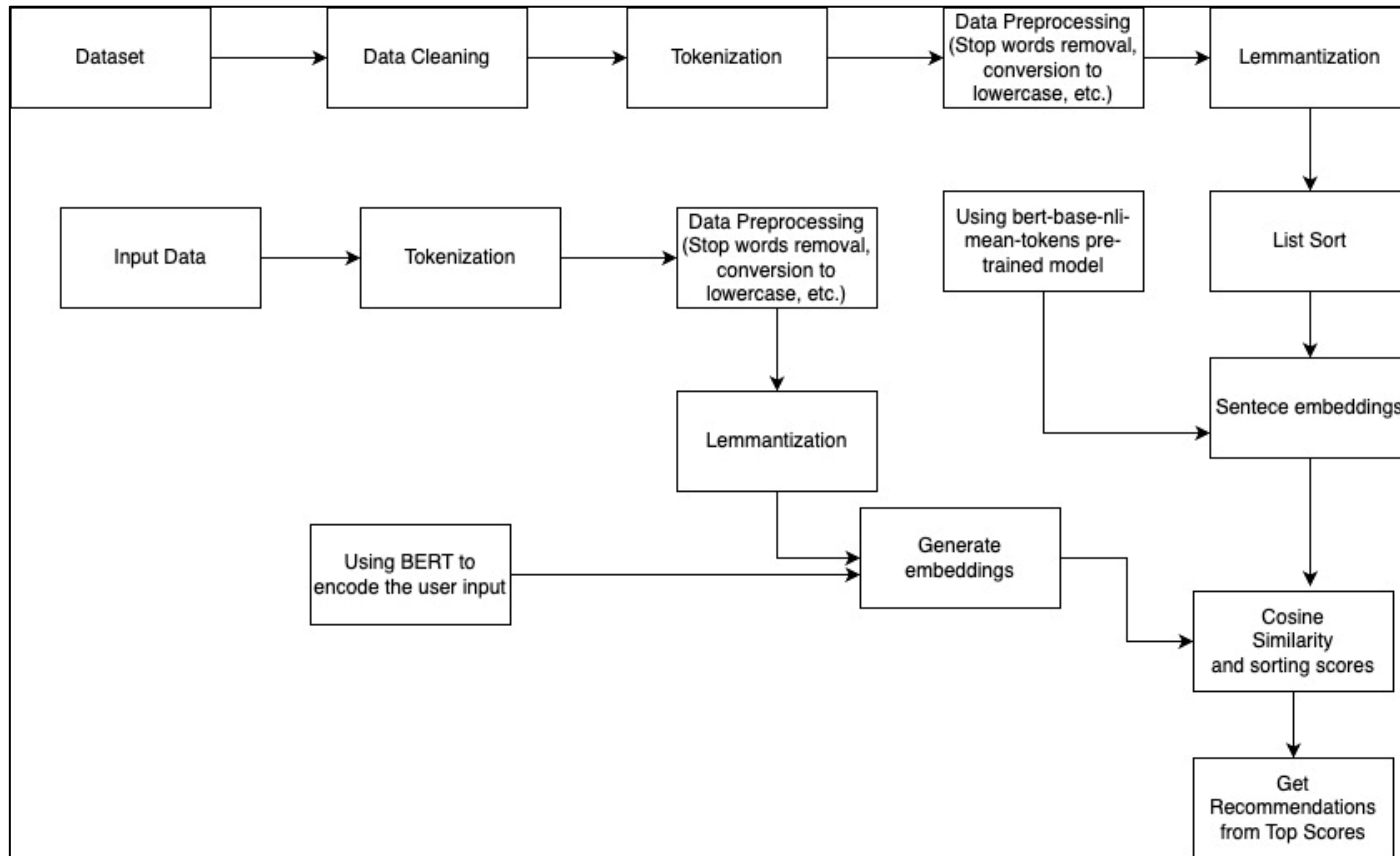 Dataset
Data Cleaning
Tokenization
Data Preprocessing
(Stop words removal,
conversion to
lowercase, etc.)
Lemmantization
Input Data
Tokenization
Data Preprocessing
(Stop words removal,
conversion to
lowercase, etc.)
Using bert-base-nli-
mean-tokens pre-
trained model
List Sort
Lemmantization
Sentece embeddings
Using BERT to
encode the user input
Generate
embeddings
Cosine
Similarity
and sorting scores
Get
Recommendations
from Top Scores